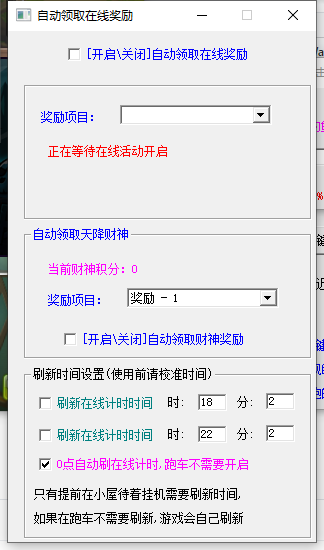 自动领取在线奖励
[开启\关闭]自动领取在线奖励
奖励项目:
正在等待在线活动开启
自动领取天降财神
当前财神积分: 0
奖励项目: 奖励 - 1
[开启\关闭]自动领取财神奖励
刷新时间设置(使用前请校准时间)
刷新在线计时时间 时: 18 分: 2
刷新在线计时时间 时: 22 分: 2
0点自动刷在线计时,跑车不需要开启
只有提前在小屋待着挂机需要刷新时间,
如果在跑车不需要刷新,游戏会自己刷新